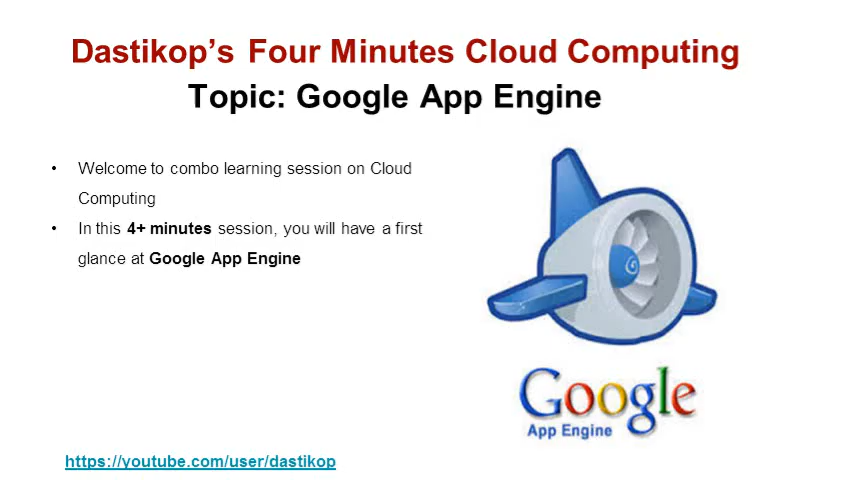 Dastikop’s Four Minutes Cloud Computing
Topic: Google App Engine
• Welcome to combo learning session on Cloud
Computing
• In this 4+ minutes session, you will have a first
glance at Google App Engine
Google
App Engine
https://youtube.com/user/dastikop